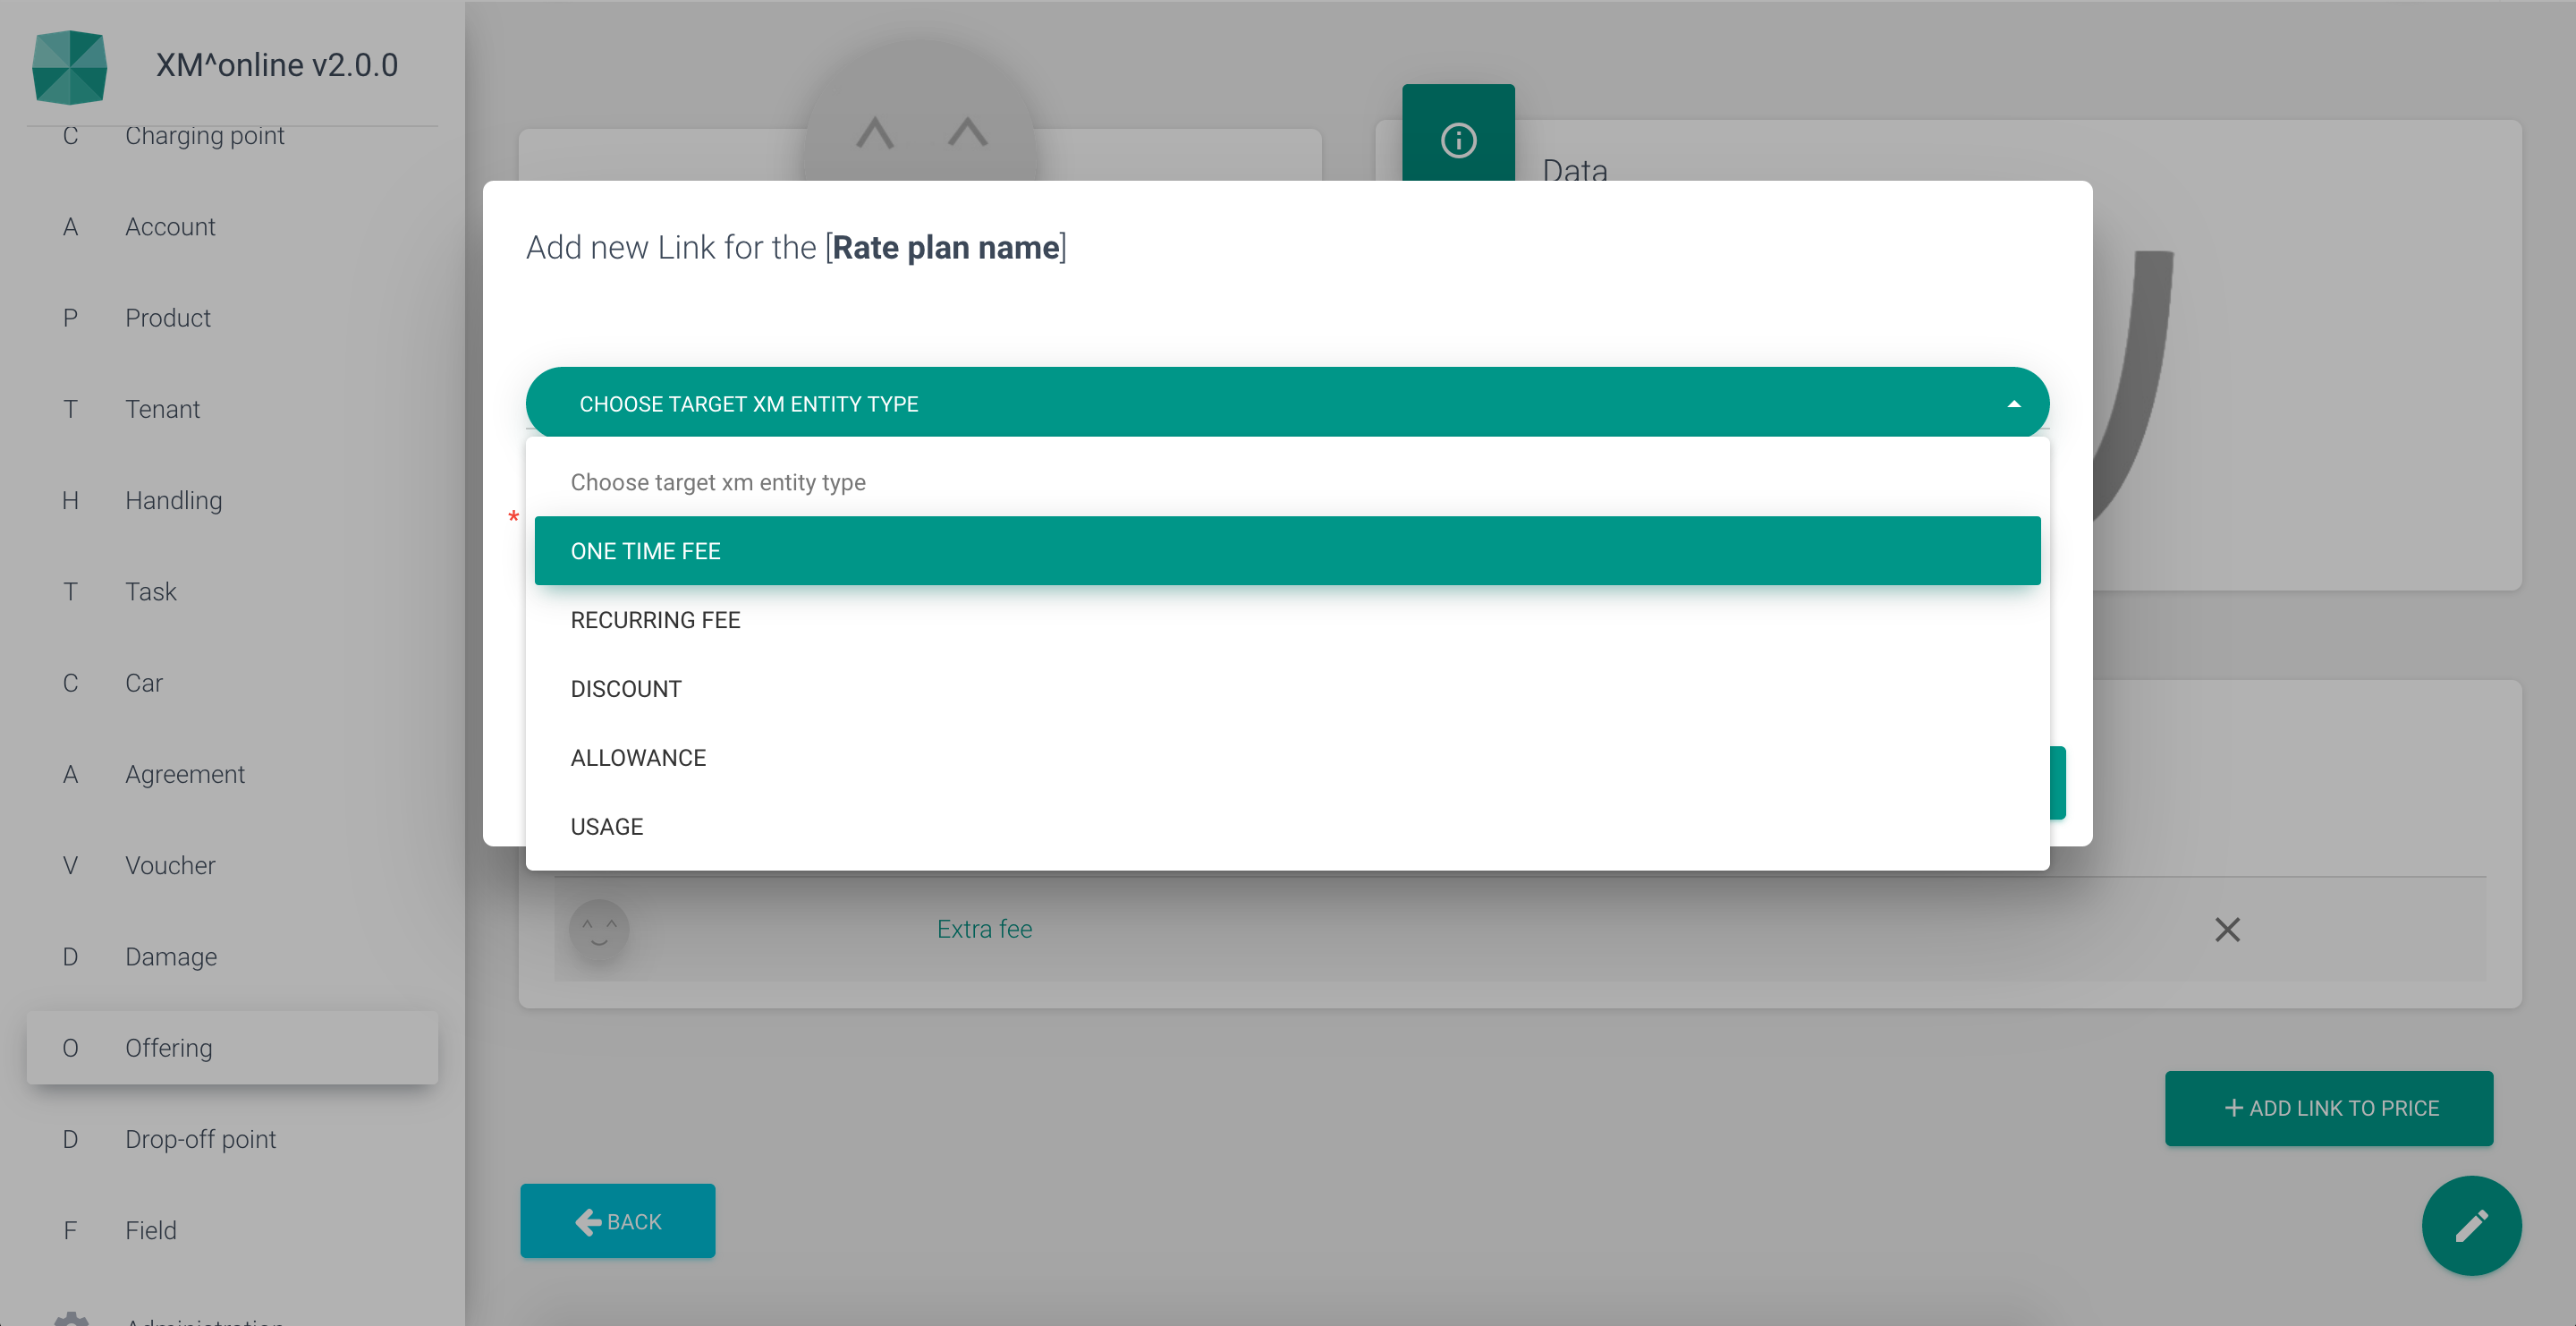 XM^online v2.0.0
C Charging point
A Account
P Product
T Tenant
H Handling
T Task
C Car
A Agreement
V Voucher
D Damage
O Offering
D Drop-off point
F Field
Administration
Data
Add new Link for the [Rate plan name]
CHOOSE TARGET XM ENTITY TYPE
Choose target xm entity type
*
ONE TIME FEE
RECURRING FEE
DISCOUNT
ALLOWANCE
USAGE
Extra fee
+ ADD LINK TO PRICE
BACK